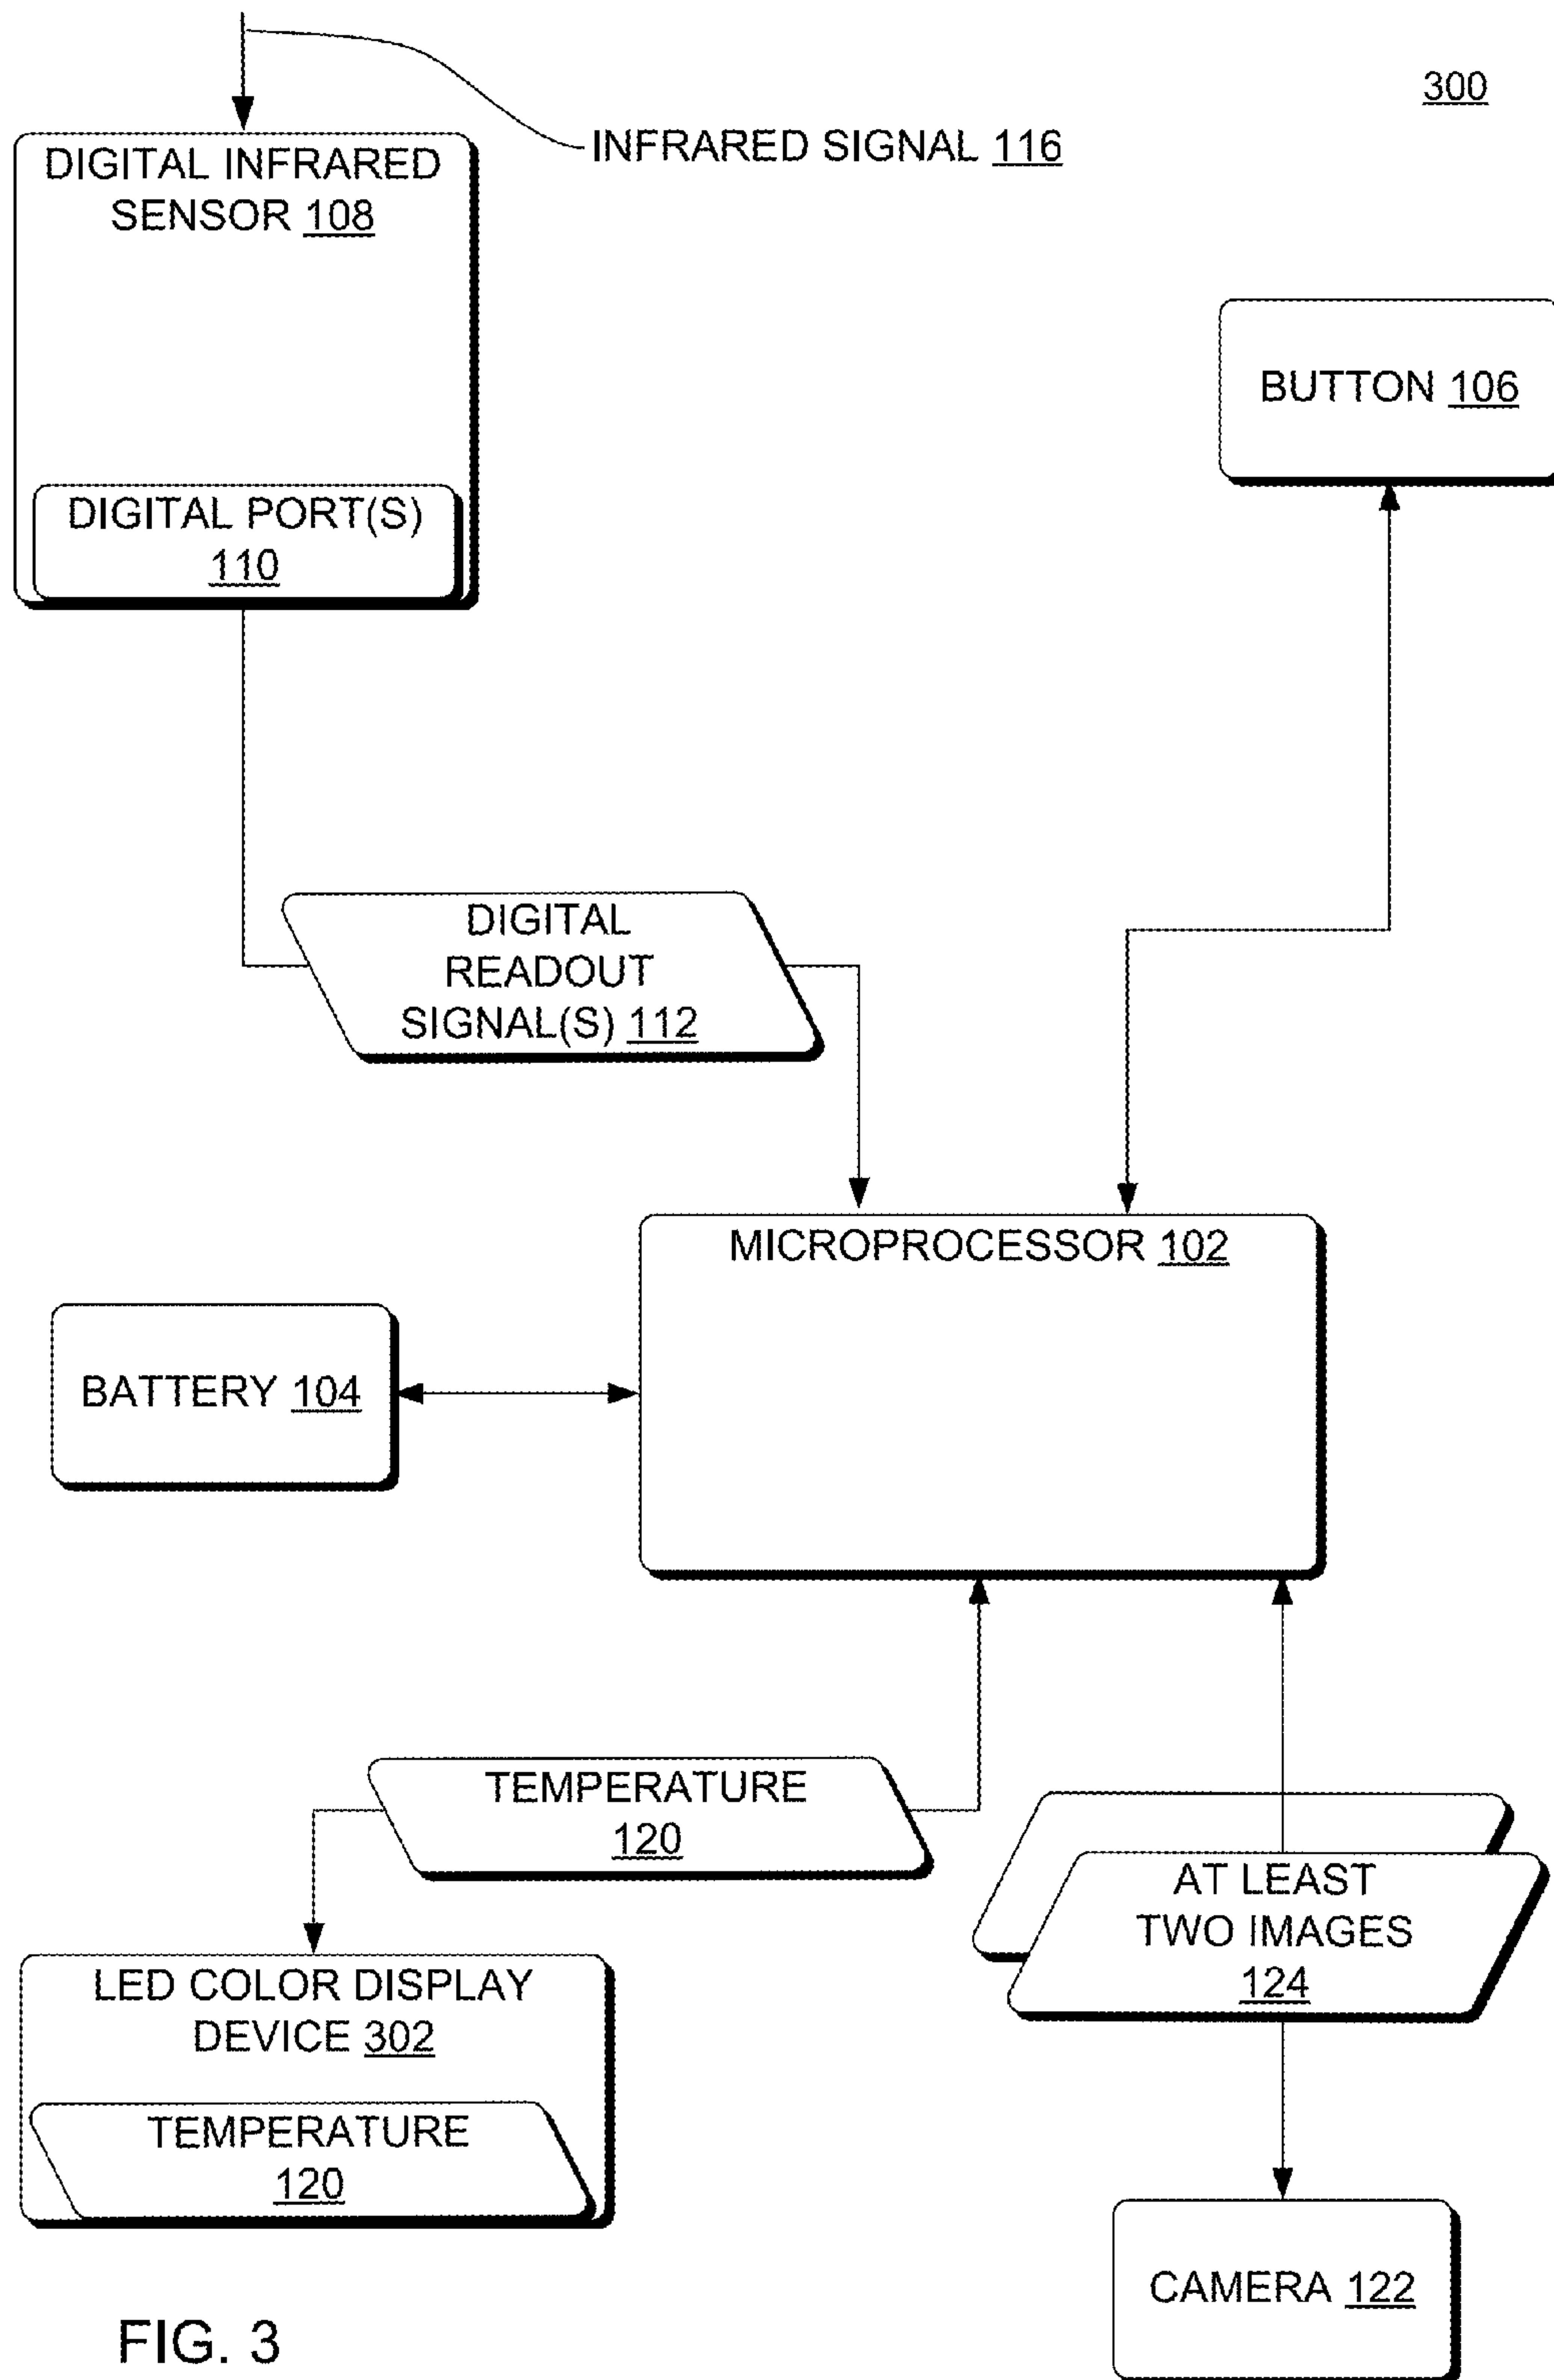 300
INFRARED SIGNAL 116
DIGITAL INFRARED
SENSOR 108
BUTTON 106
DIGITAL PORT(S)
110
DIGITAL
READOUT
SIGNAL(S) 112
MICROPROCESSOR 102
BATTERY 104
TEMPERATURE
120
AT LEAST
TWO IMAGES
124
LED COLOR DISPLAY
DEVICE 302
TEMPERATURE
120
CAMERA 122
FIG. 3